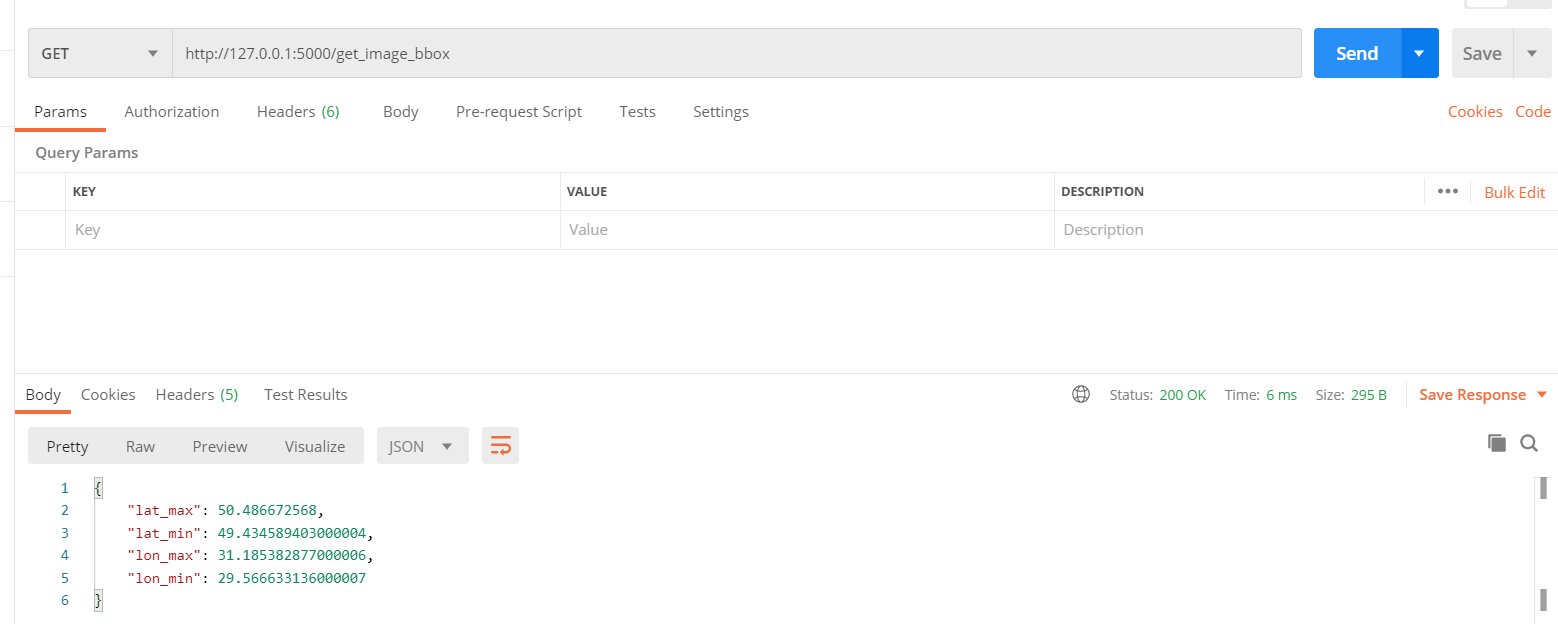 GET http://127.0.0.1:5000/get_image_bbox Send Save
Params Authorization Headers (6) Body Pre-request Script Tests Settings Cookies Code
Query Params
KEY VALUE DESCRIPTION ••• Bulk Edit
Key Value Description
Body Cookies Headers (5) Test Results Status: 200 OK Time: 6 ms Size: 295 B Save Response
Pretty Raw Preview Visualize JSON
1 {
2 "lat_max": 50.486672568,
3 "lat_min": 49.434589403000004,
4 "lon_max": 31.185382877000006,
5 "lon_min": 29.566633136000007
6 }